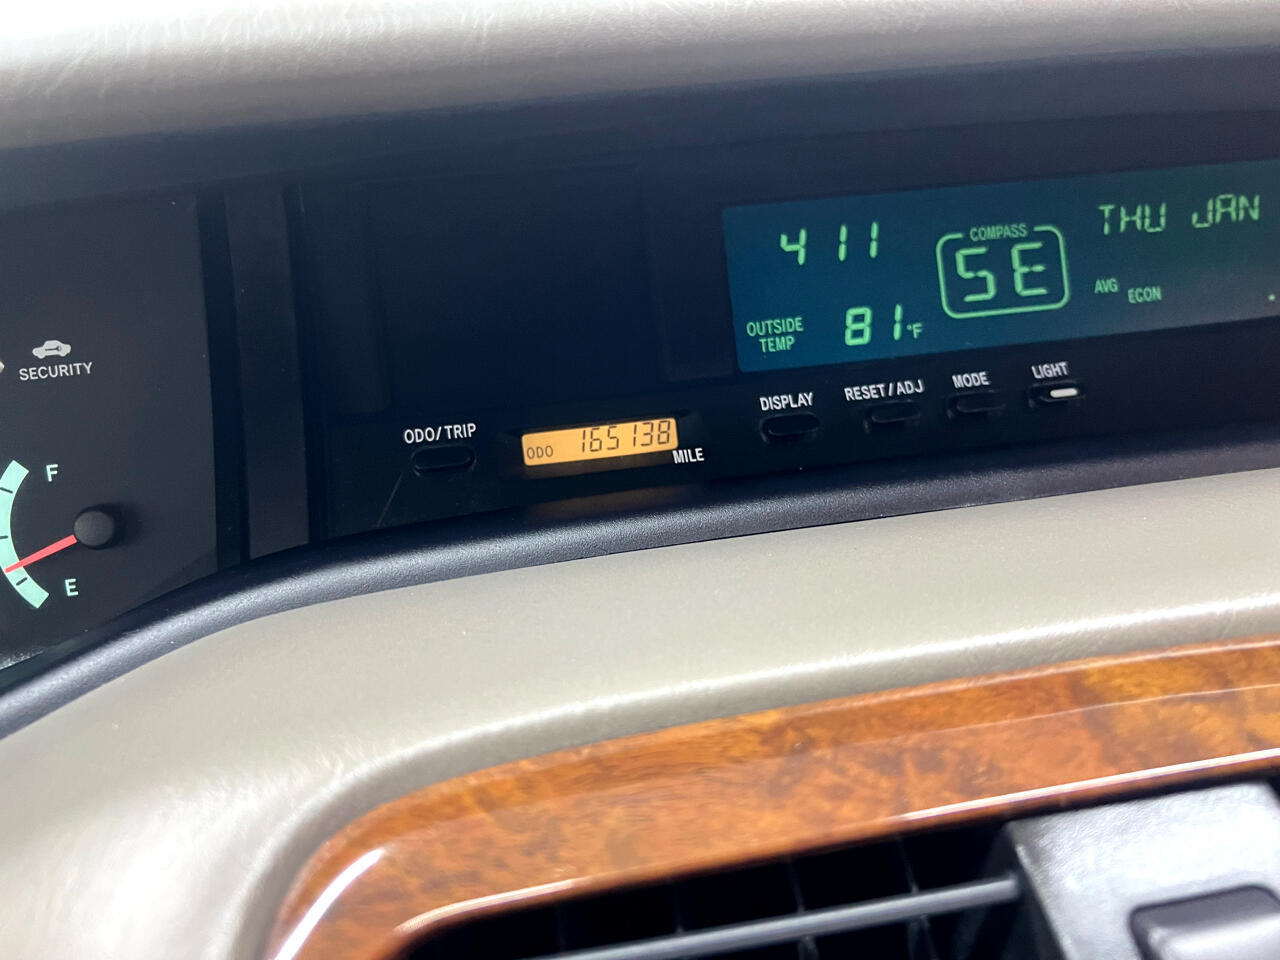 4 11
COMPASS
SE
THU JAN
AVG
ECON
OUTSIDE
TEMP
81°F
SECURITY
DISPLAY
RESET/ADJ
MODE
LIGHT
ODO/TRIP
ODO 165138
MILE
F
E